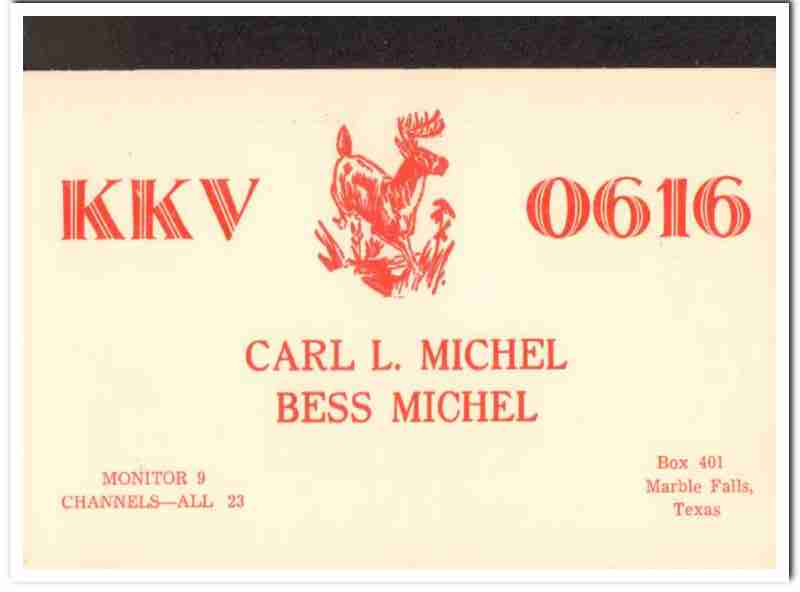 KKV 0616
CARL L. MICHEL
BESS MICHEL
MONITOR 9
CHANNELS—ALL 23
Box 401
Marble Falls,
Texas